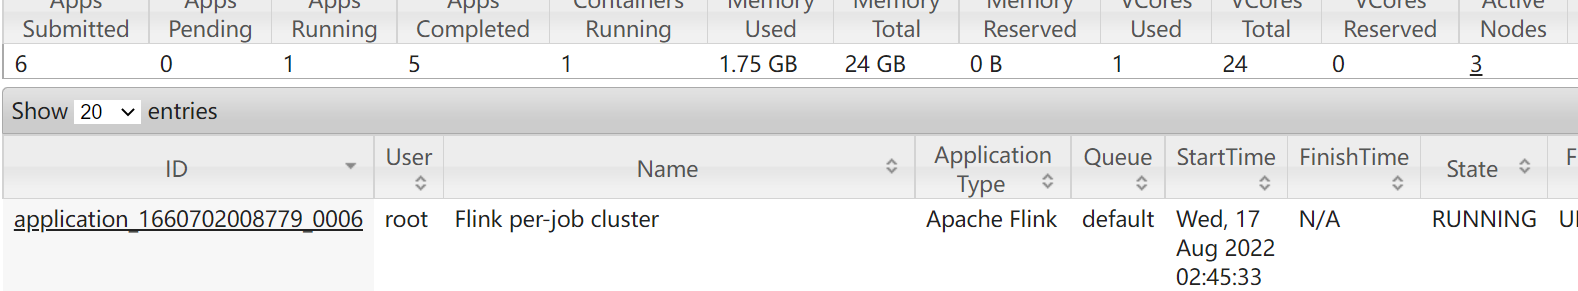 Apps Apps Apps Apps Containers Memory Memory Memory VCores VCores VCores Active
Submitted Pending Running Completed Running Used Total Reserved Used Total Reserved Nodes
6 0 1 5 1 1.75 GB 24 GB 0 B 1 24 0 3
Show 20 entries
ID User Name Application Type Queue StartTime FinishTime State F
application_1660702008779_0006 root Flink per-job cluster Apache Flink default Wed, 17 N/A RUNNING
Aug 2022
02:45:33